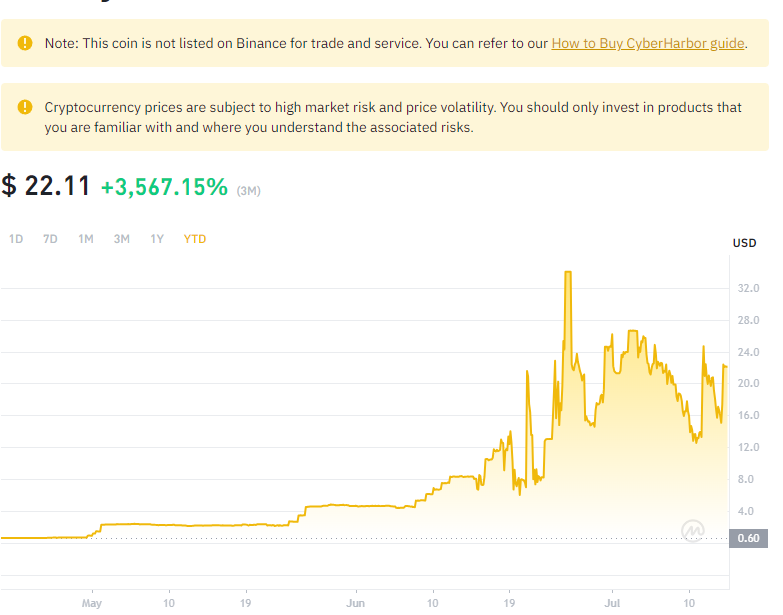 Note: This coin is not listed on Binance for trade and service. You can refer to our How to Buy CyberHarbor guide.
Cryptocurrency prices are subject to high market risk and price volatility. You should only invest in products that
you are familiar with and where you understand the associated risks.
$ 22.11 +3,567.15% (3M)
1D 7D 1M 3M 1Y YTD
USD
32.0
28.0
24.0
20.0
16.0
12.0
8.0
4.0
0.60
May 10 19 Jun 10 19 Jul 10